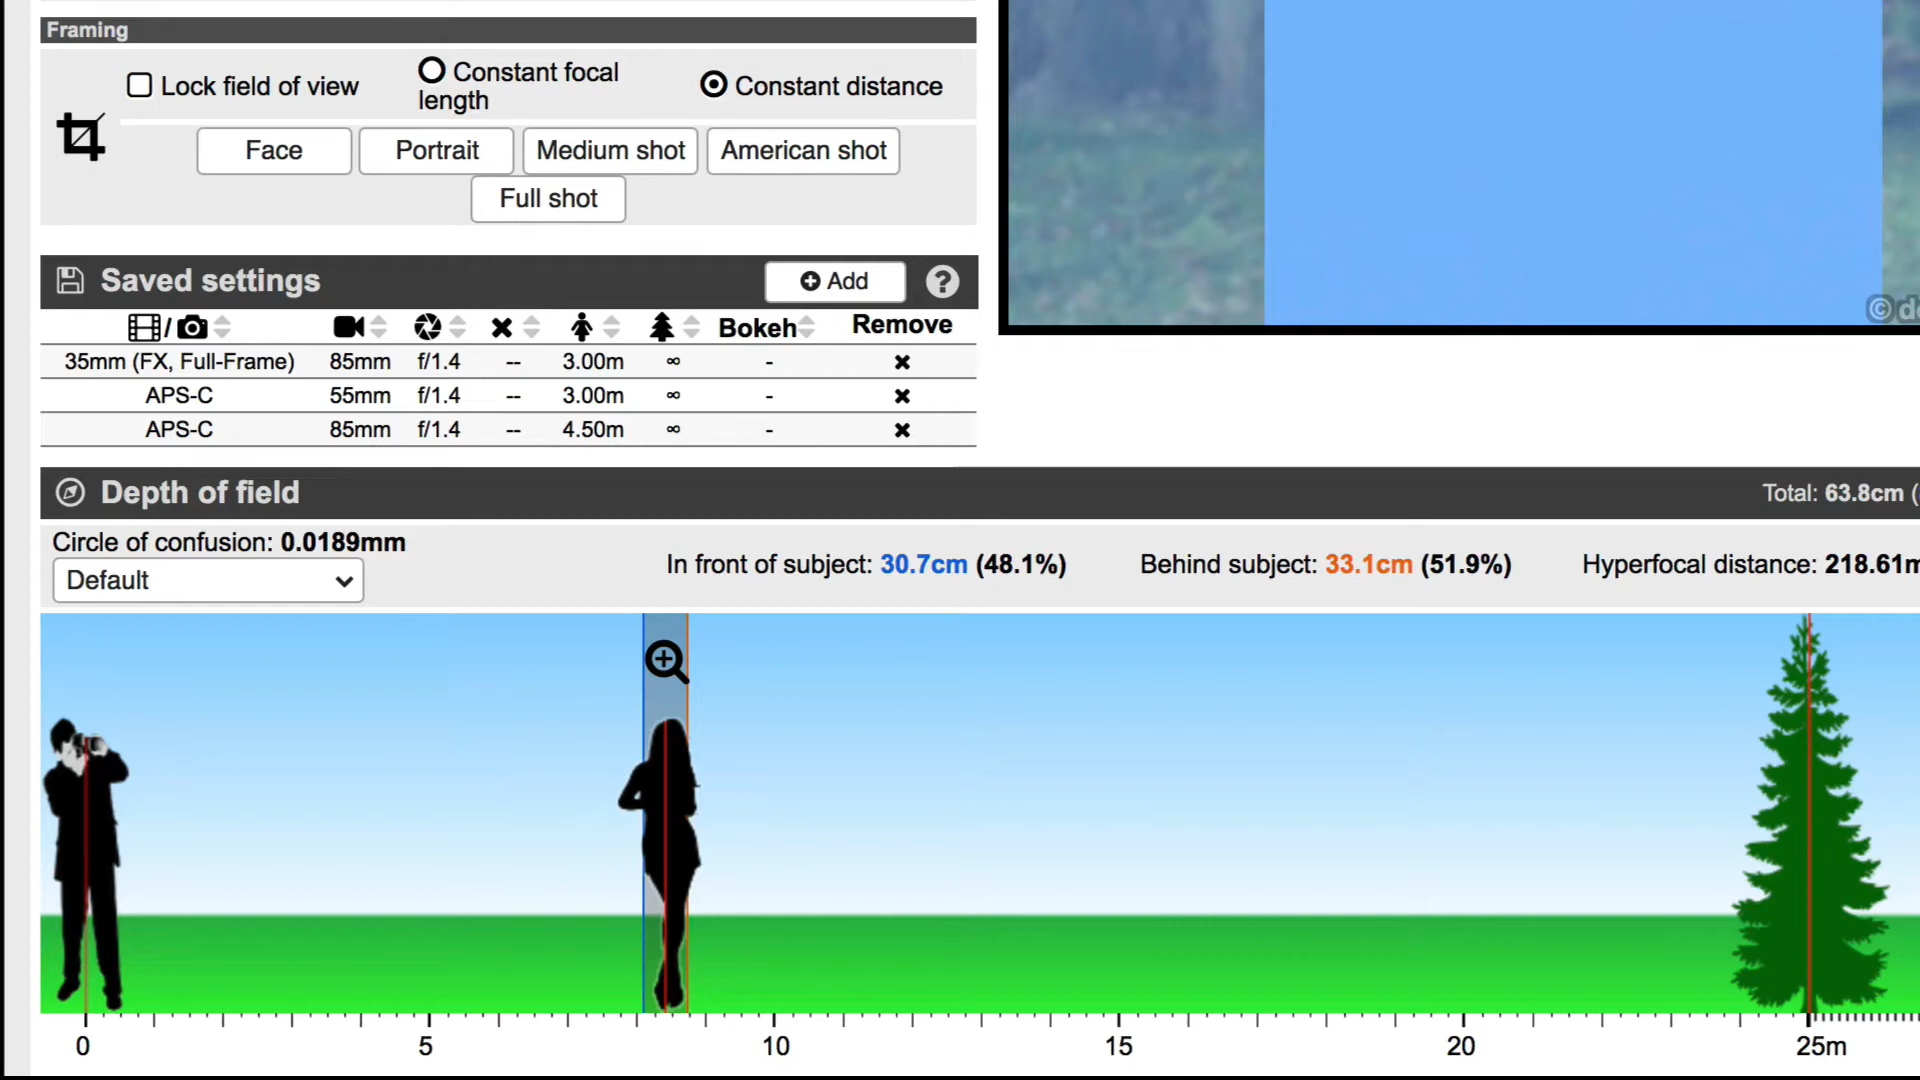 Framing
Lock field of view
Constant focal length
Constant distance
Face
Portrait
Medium shot
American shot
Full shot
Saved settings
Add
?
/
Bokeh
Remove
35mm (FX, Full-Frame) 85mm f/1.4 -- 3.00m ∞ -
APS-C 55mm f/1.4 -- 3.00m ∞ -
APS-C 85mm f/1.4 -- 4.50m ∞ -
Depth of field
Total: 63.8cm (
Circle of confusion: 0.0189mm
Default
In front of subject: 30.7cm (48.1%)
Behind subject: 33.1cm (51.9%)
Hyperfocal distance: 218.61m
0 5 10 15 20 25m